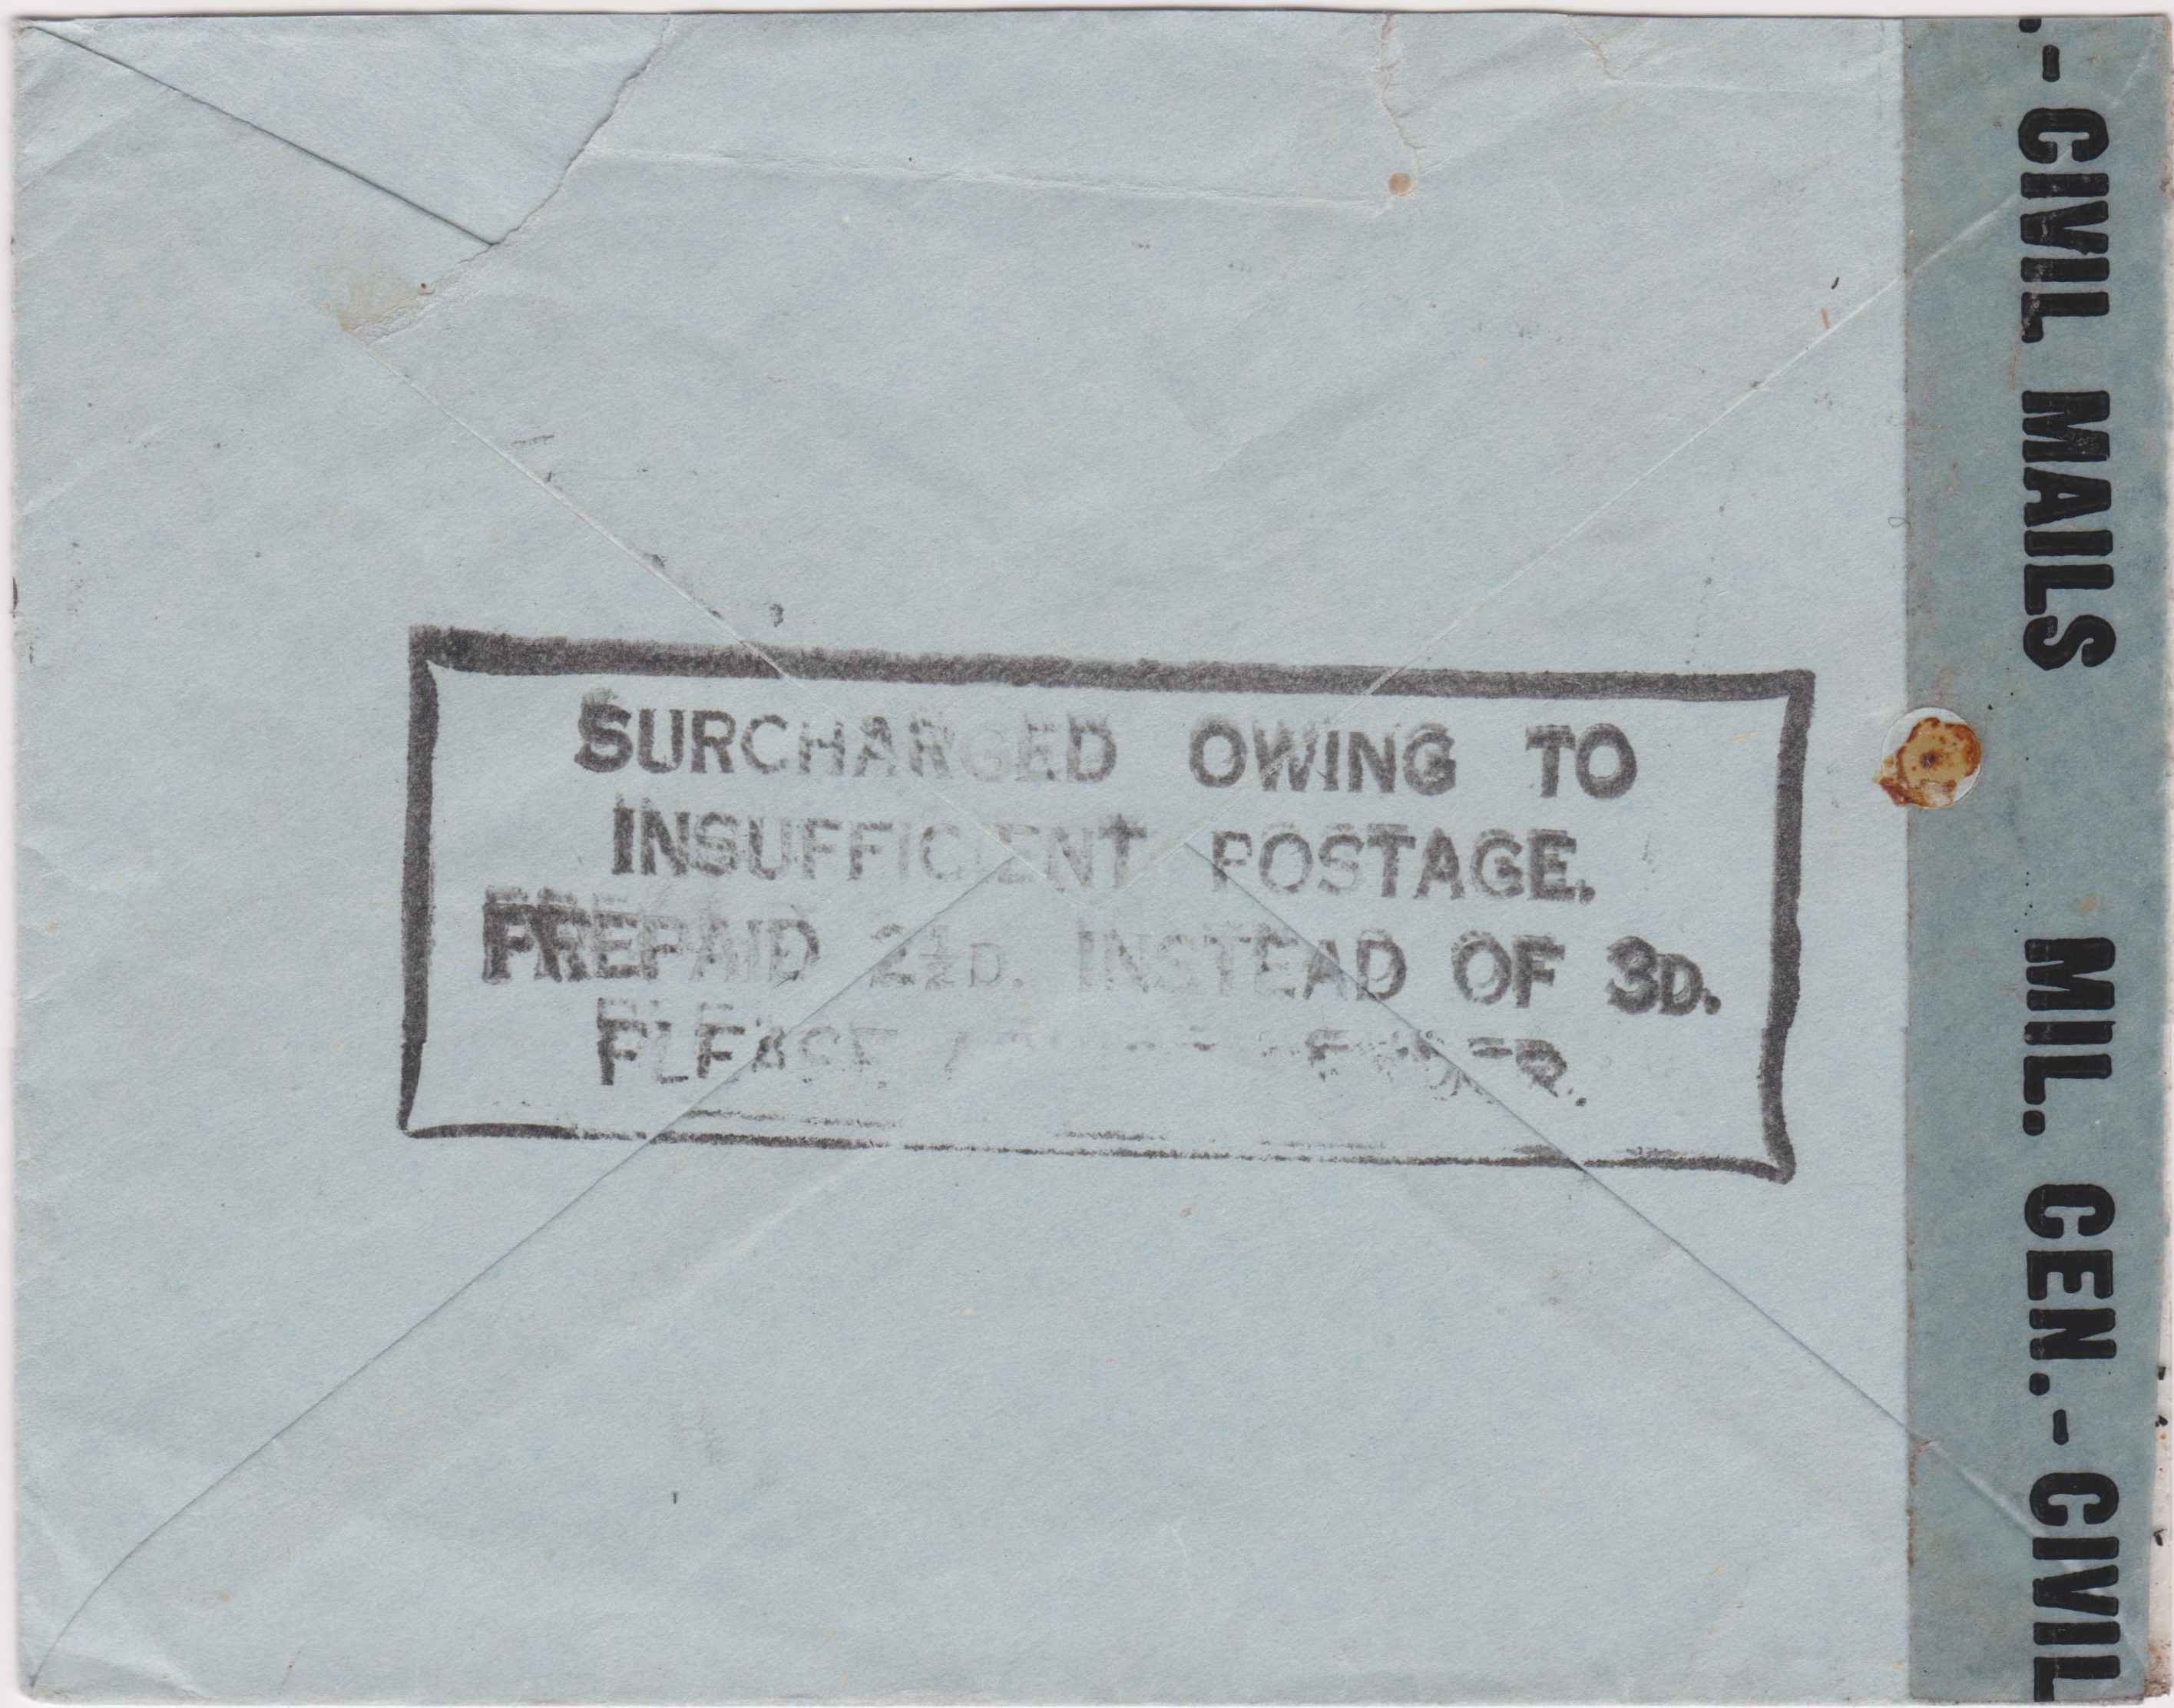 SURCHARGED OWING TO
INSUFFICIENT POSTAGE.
PREPAID 2½D. INSTEAD OF 3D.
PLEASE
.- CIVIL MAILS MIL. CEN.- CIVIL